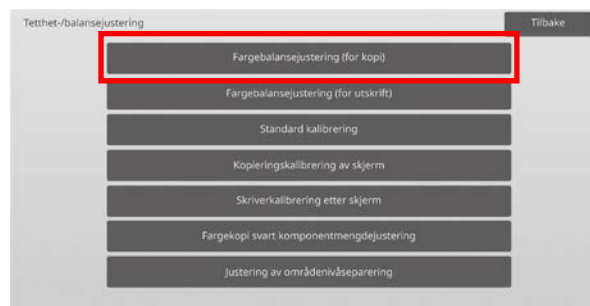 Tetthet-/balansejustering
Tilbake
Fargebalansejustering (for kopi)
Fargebalansejustering (for utskrift)
Standard kalibrering
Kopieringskalibrering av skjerm
Skriverkalibrering etter skjerm
Fargekopi svart komponentmengdejustering
Justering av områdenivåseparering